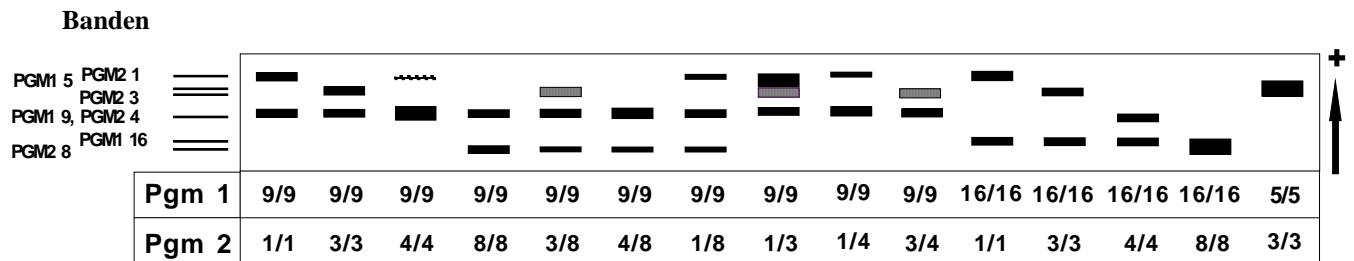 Banden
+
PGM1 5 PGM2 1
PGM2 3
PGM1 9, PGM2 4
PGM1 16
PGM2 8
Pgm 1 9/9 9/9 9/9 9/9 9/9 9/9 9/9 9/9 9/9 9/9 16/16 16/16 16/16 16/16 5/5
Pgm 2 1/1 3/3 4/4 8/8 3/8 4/8 1/8 1/3 1/4 3/4 1/1 3/3 4/4 8/8 3/3